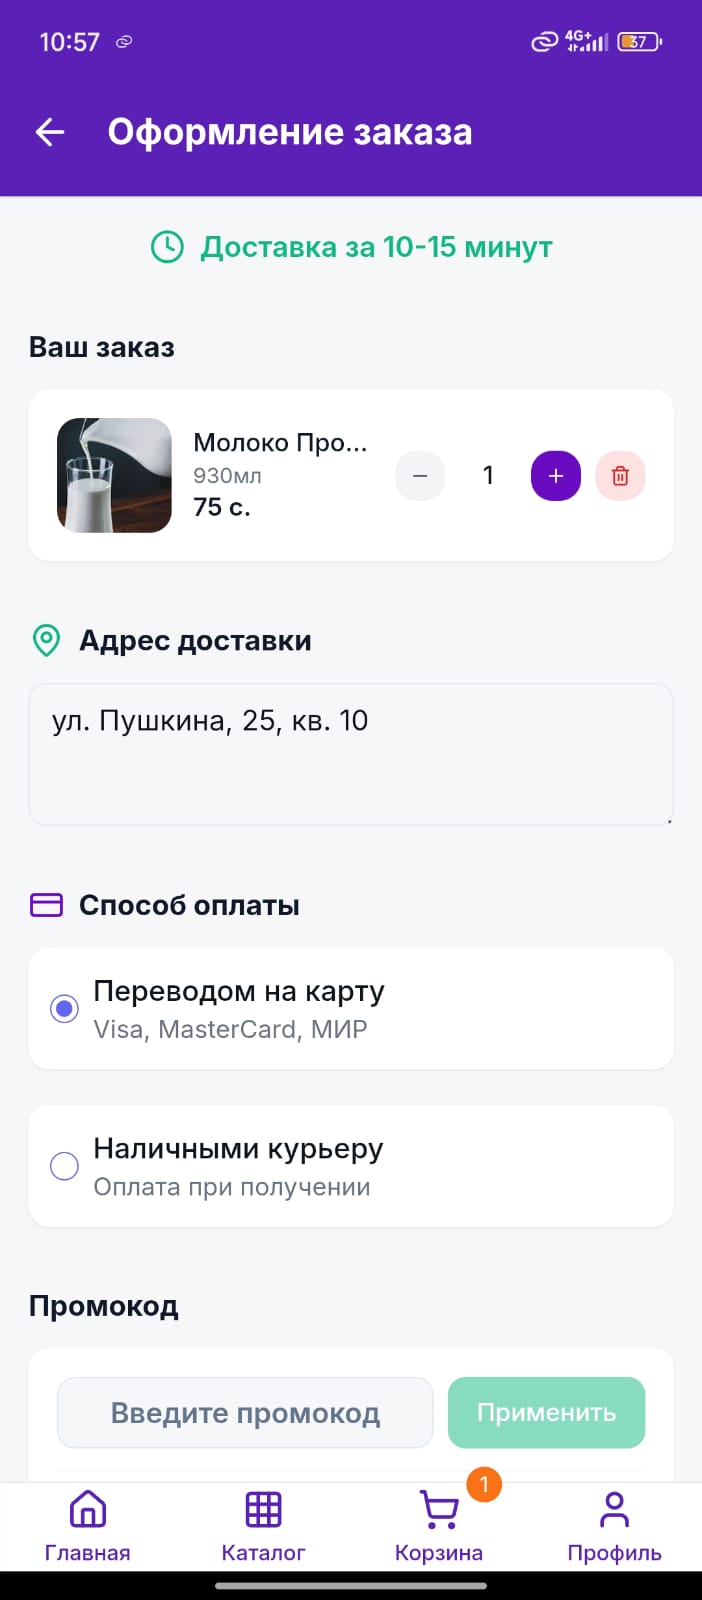 10:57
4G+ 37
Оформление заказа
Доставка за 10-15 минут
Ваш заказ
Молоко Про...
930мл
75 с.
− 1 +
Адрес доставки
ул. Пушкина, 25, кв. 10
Способ оплаты
Переводом на карту
Visa, MasterCard, МИР
Наличными курьеру
Оплата при получении
Промокод
Введите промокод
Применить
1
Главная
Каталог
Корзина
Профиль